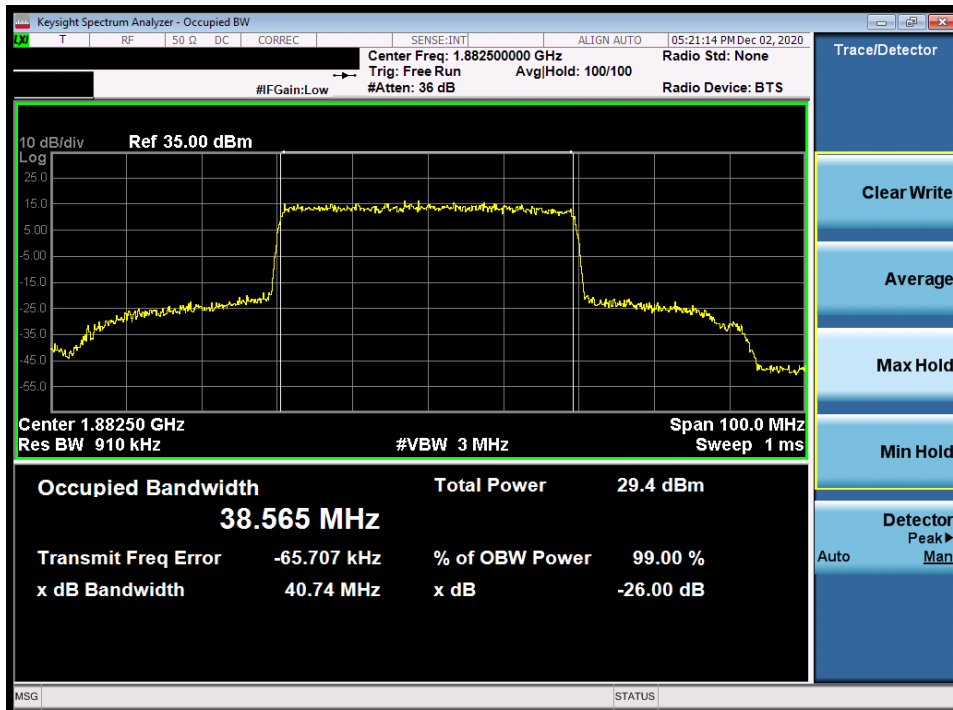 Keysight Spectrum Analyzer - Occupied BW
LXI T RF 50 Ω DC CORREC SENSE:INT ALIGN AUTO 05:21:14 PM Dec 02, 2020
Center Freq: 1.882500000 GHz Radio Std: None
Trig: Free Run Avg|Hold: 100/100
#IFGain:Low #Atten: 36 dB Radio Device: BTS
10 dB/div Ref 35.00 dBm
Log
25.0
15.0
5.00
-5.00
-15.0
-25.0
-35.0
-45.0
-55.0
Center 1.88250 GHz Span 100.0 MHz
Res BW 910 kHz #VBW 3 MHz Sweep 1 ms
Occupied Bandwidth Total Power 29.4 dBm
38.565 MHz
Transmit Freq Error -65.707 kHz % of OBW Power 99.00 %
x dB Bandwidth 40.74 MHz x dB -26.00 dB
MSG STATUS
Trace/Detector
Clear Write
Average
Max Hold
Min Hold
Detector
Peak▶
Auto Man